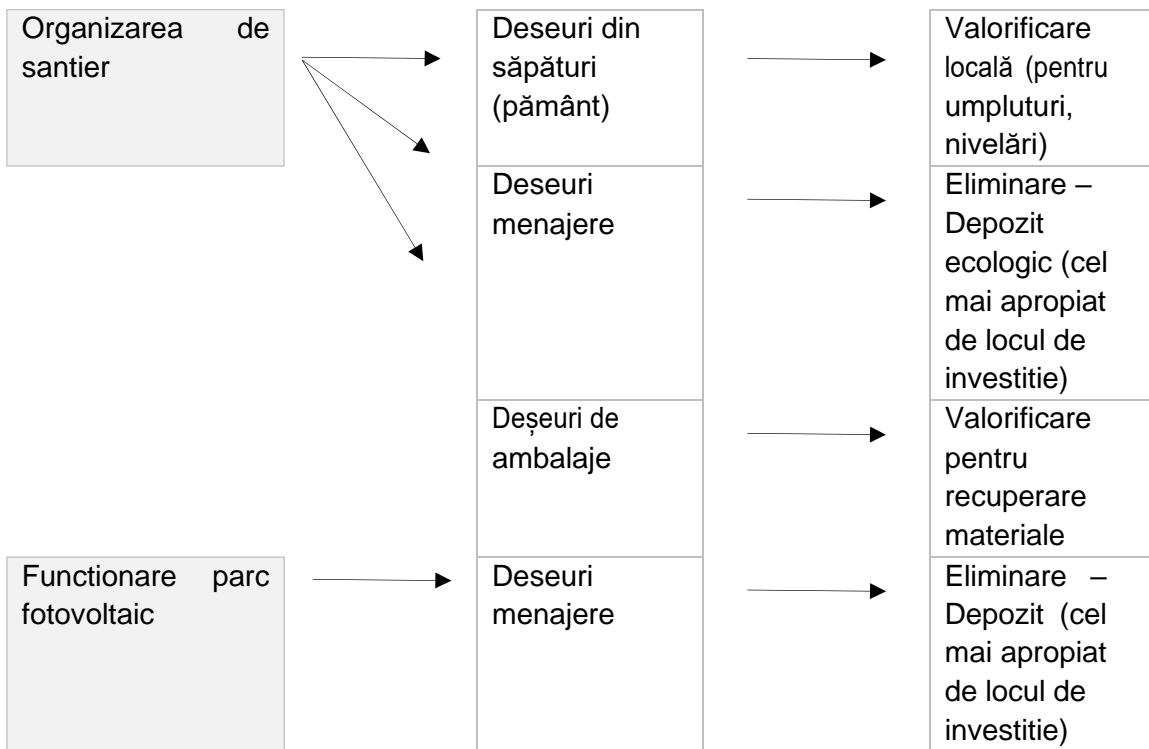 Organizarea de
santier
Deseuri din
săpături
(pământ)
Valorificare
locală (pentru
umpluturi,
nivelări)
Deseuri
menajere
Eliminare –
Depozit
ecologic (cel
mai apropiat
de locul de
investitie)
Deșeuri de
ambalaje
Valorificare
pentru
recuperare
materiale
Functionare parc
fotovoltaic
Deseuri
menajere
Eliminare –
Depozit (cel
mai apropiat
de locul de
investitie)